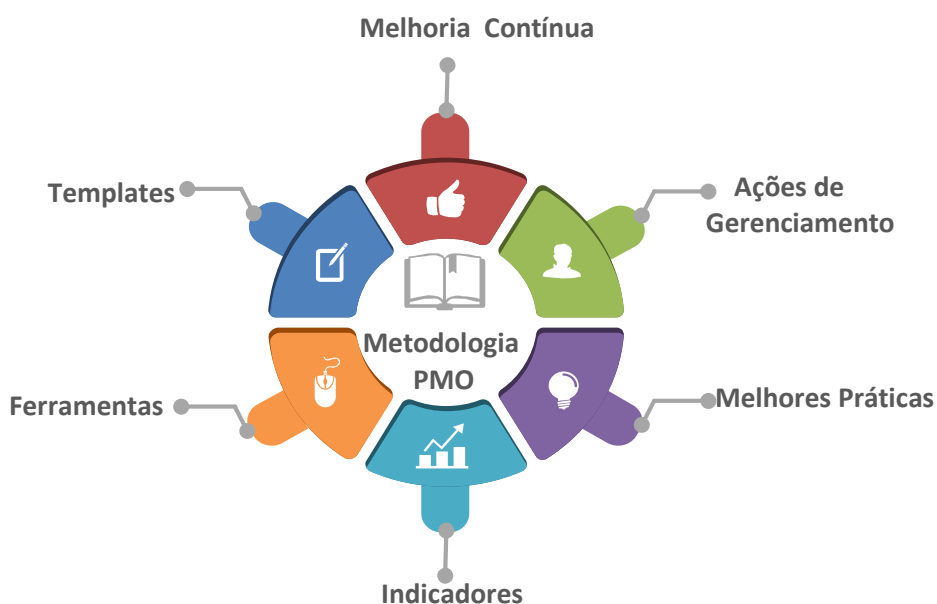 Melhoria Contínua
Templates
Ações de
Gerenciamento
Metodologia
PMO
Ferramentas
Melhores Práticas
Indicadores